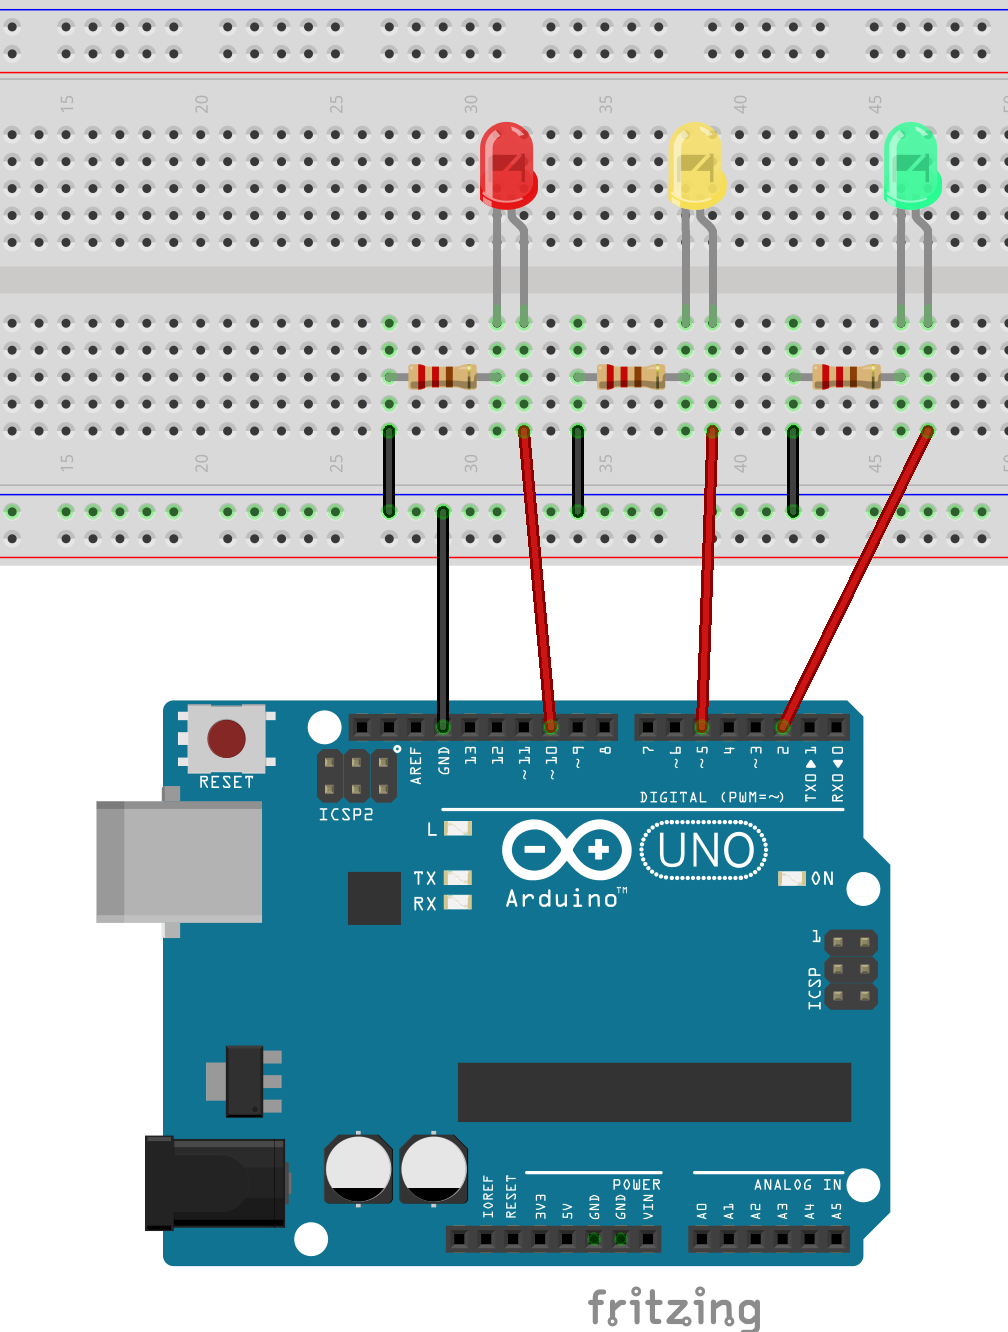 15 20 25 30 35 40 45
15 20 25 30 35 40 45
RESET
ICSP2
AREF
GND
13
12
~11
~10
~9
8
7
~6
~5
4
~3
2
TX0▶1
RX0◀0
DIGITAL (PWM=~)
L
TX
RX
UNO
Arduino™
ON
1
ICSP
IOREF
RESET
3V3
5V
GND
GND
VIN
POWER
A0
A1
A2
A3
A4
A5
ANALOG IN
fritzing